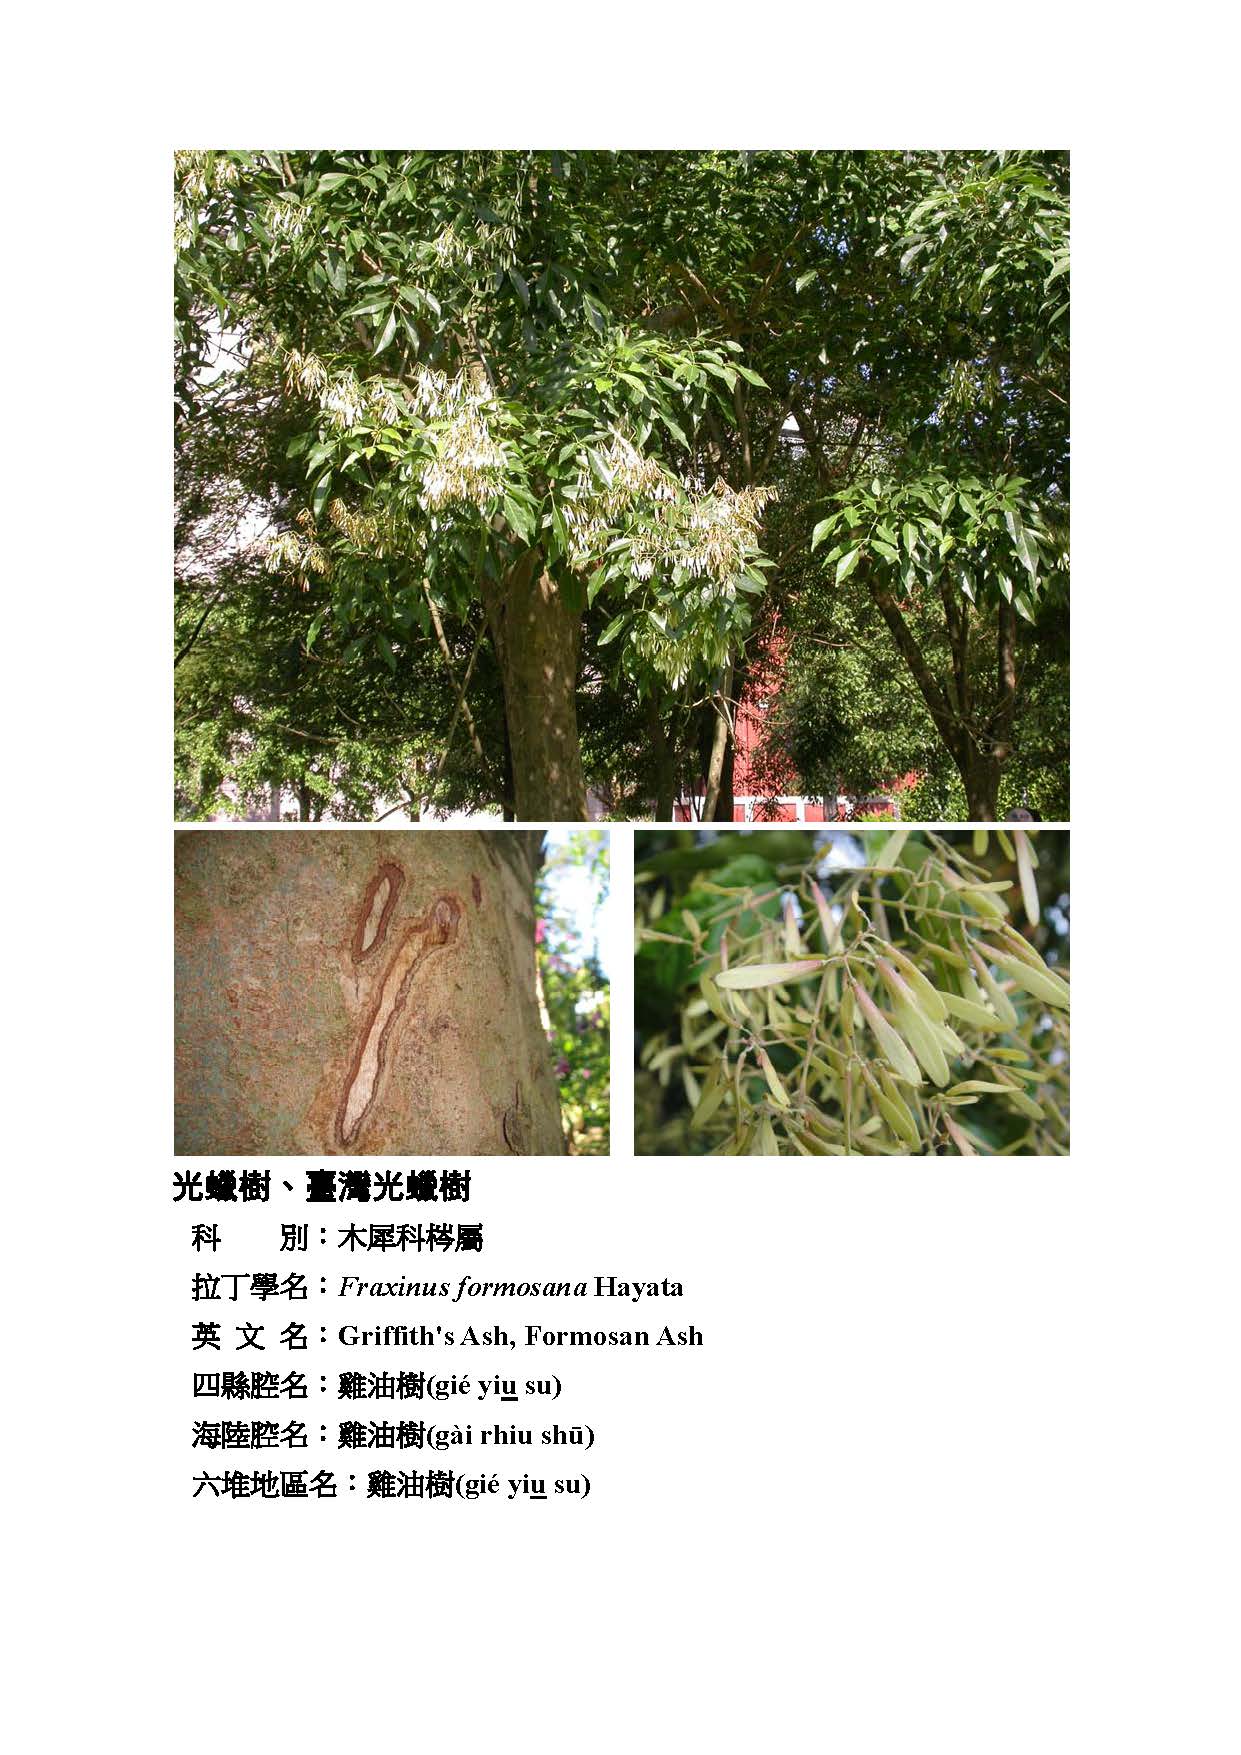 光蠟樹、臺灣光蠟樹
科　　別：木犀科梣屬
拉丁學名：Fraxinus formosana Hayata
英 文 名：Griffith's Ash, Formosan Ash
四縣腔名：雞油樹(gié yiu su)
海陸腔名：雞油樹(gài rhiu shū)
六堆地區名：雞油樹(gié yiu su)